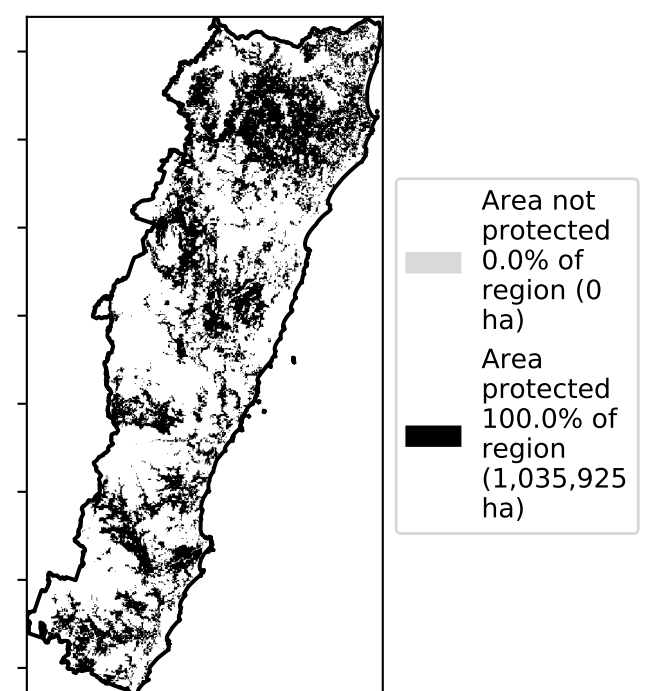 Area not
protected
0.0% of
region (0
ha)
Area
protected
100.0% of
region
(1,035,925
ha)